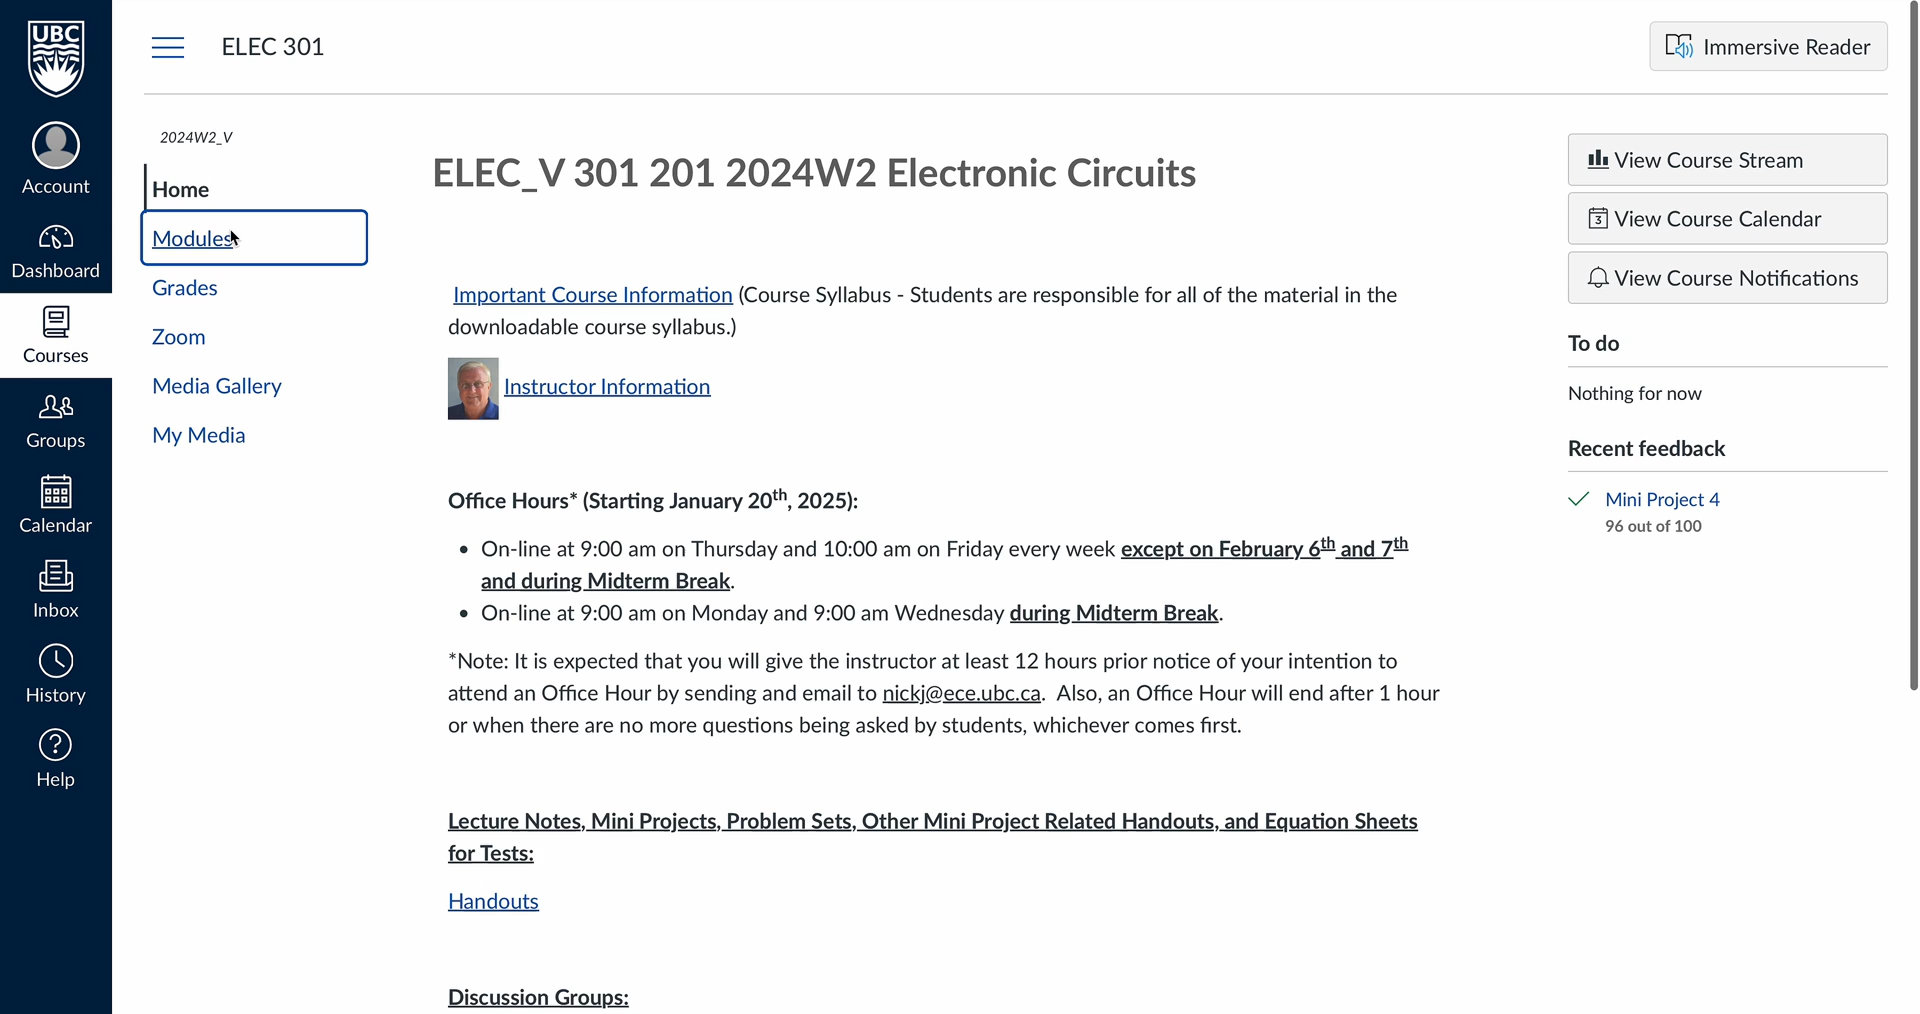 UBC
Account
Dashboard
Courses
Groups
Calendar
Inbox
History
Help
ELEC 301
Immersive Reader
2024W2_V
Home
Modules
Grades
Zoom
Media Gallery
My Media
ELEC_V 301 201 2024W2 Electronic Circuits
Important Course Information (Course Syllabus - Students are responsible for all of the material in the
downloadable course syllabus.)
Instructor Information
Office Hours* (Starting January 20th, 2025):
• On-line at 9:00 am on Thursday and 10:00 am on Friday every week except on February 6th and 7th
and during Midterm Break.
• On-line at 9:00 am on Monday and 9:00 am Wednesday during Midterm Break.
*Note: It is expected that you will give the instructor at least 12 hours prior notice of your intention to
attend an Office Hour by sending and email to nickj@ece.ubc.ca.  Also, an Office Hour will end after 1 hour
or when there are no more questions being asked by students, whichever comes first.
Lecture Notes, Mini Projects, Problem Sets, Other Mini Project Related Handouts, and Equation Sheets
for Tests:
Handouts
Discussion Groups:
View Course Stream
3 View Course Calendar
View Course Notifications
To do
Nothing for now
Recent feedback
Mini Project 4
96 out of 100